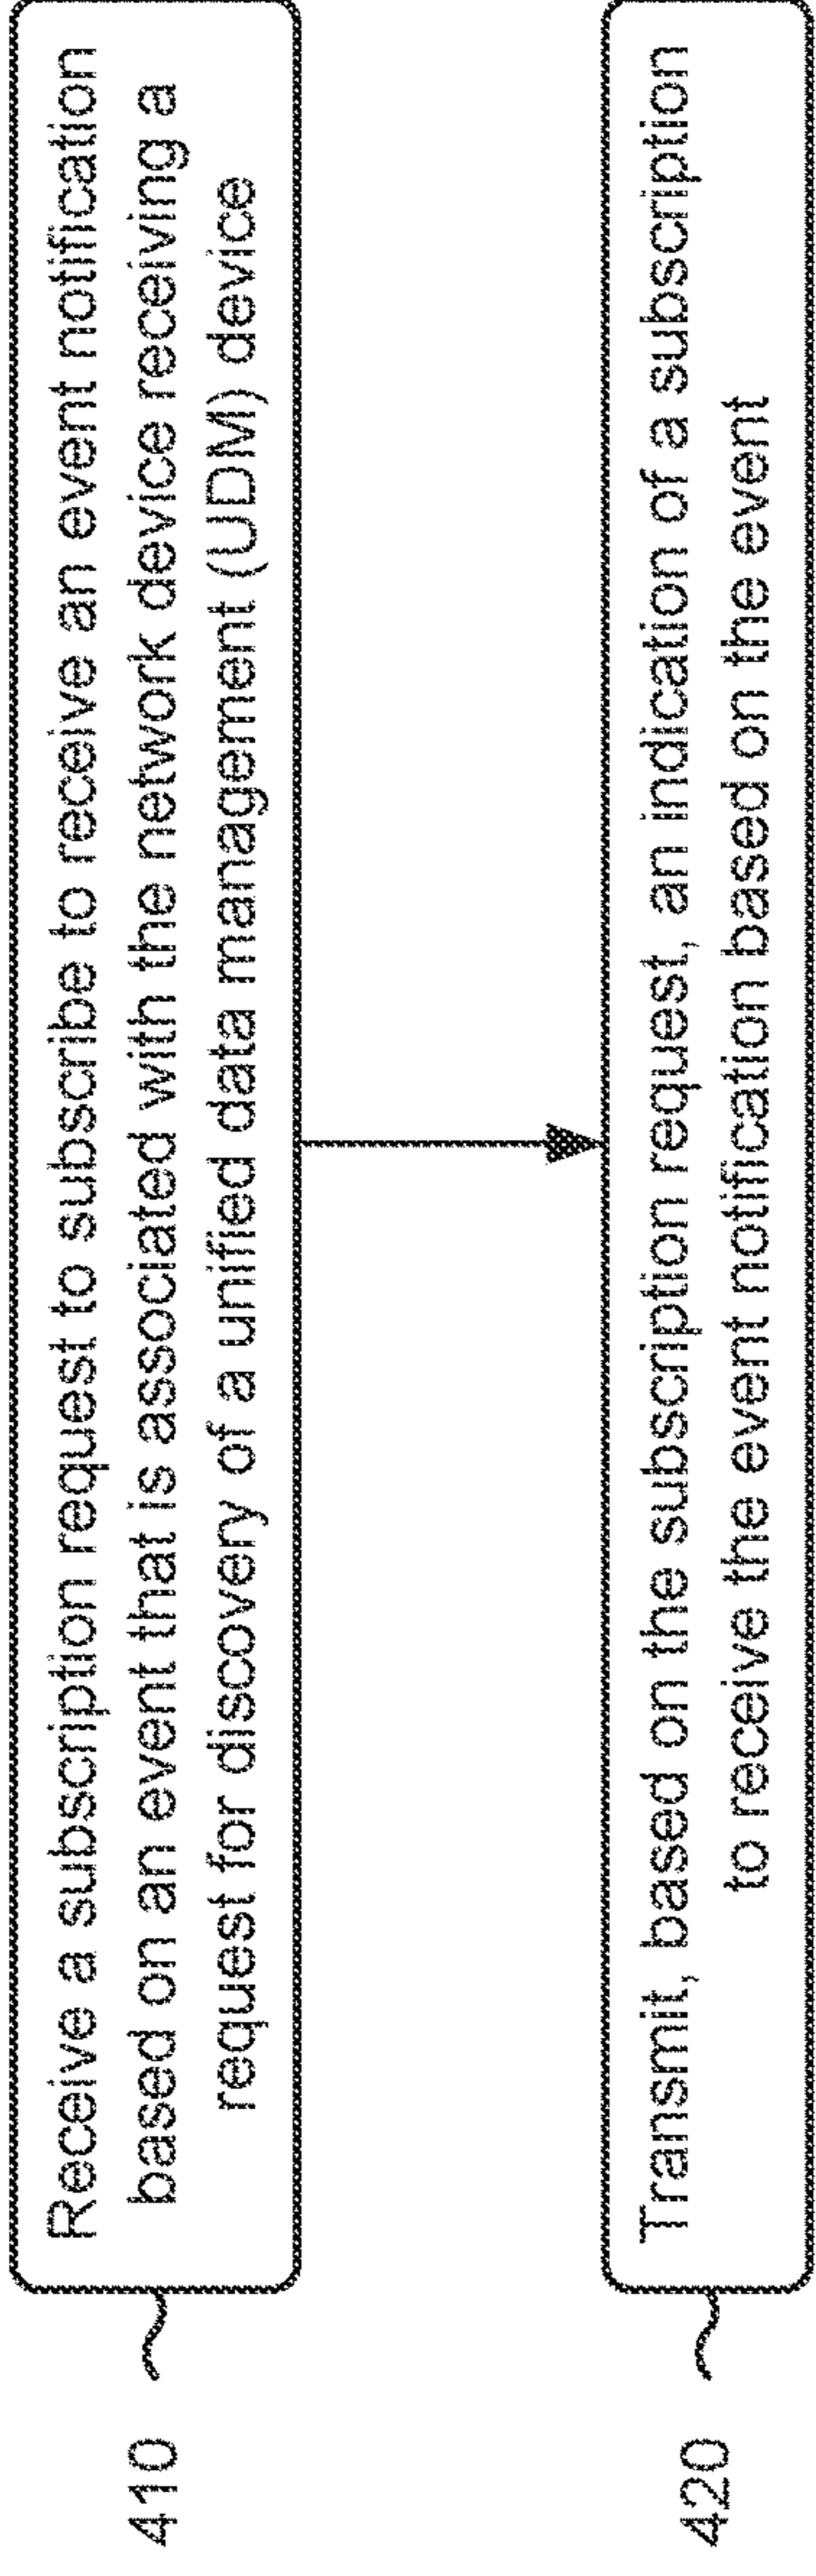 410
Receive a subscription request to subscribe to receive an event notification
based on an event that is associated with the network device receiving a
request for discovery of a unified data management (UDM) device
420
Transmit, based on the subscription request, an indication of a subscription
to receive the event notification based on the event